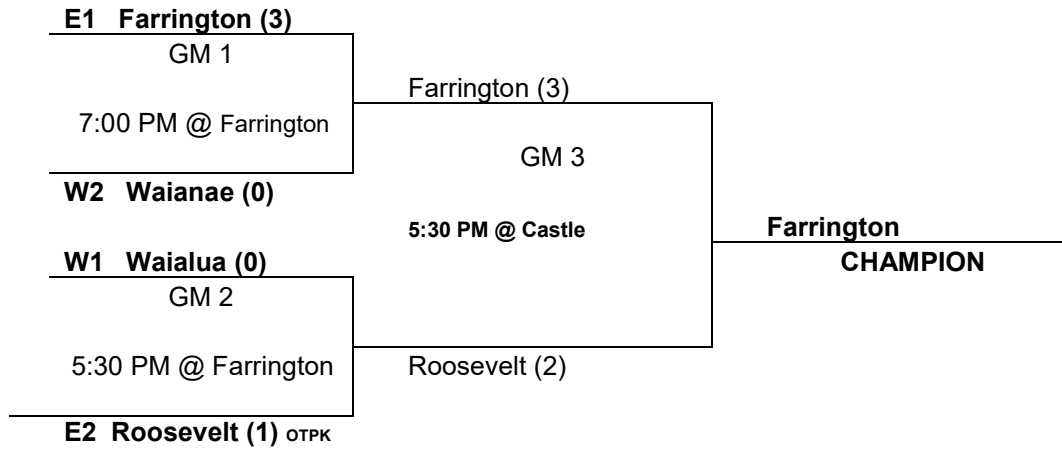 E1 Farrington (3)
GM 1
Farrington (3)
7:00 PM @ Farrington
GM 3
W2 Waianae (0)
5:30 PM @ Castle
Farrington
W1 Waialua (0)
CHAMPION
GM 2
5:30 PM @ Farrington
Roosevelt (2)
E2 Roosevelt (1) OTPK